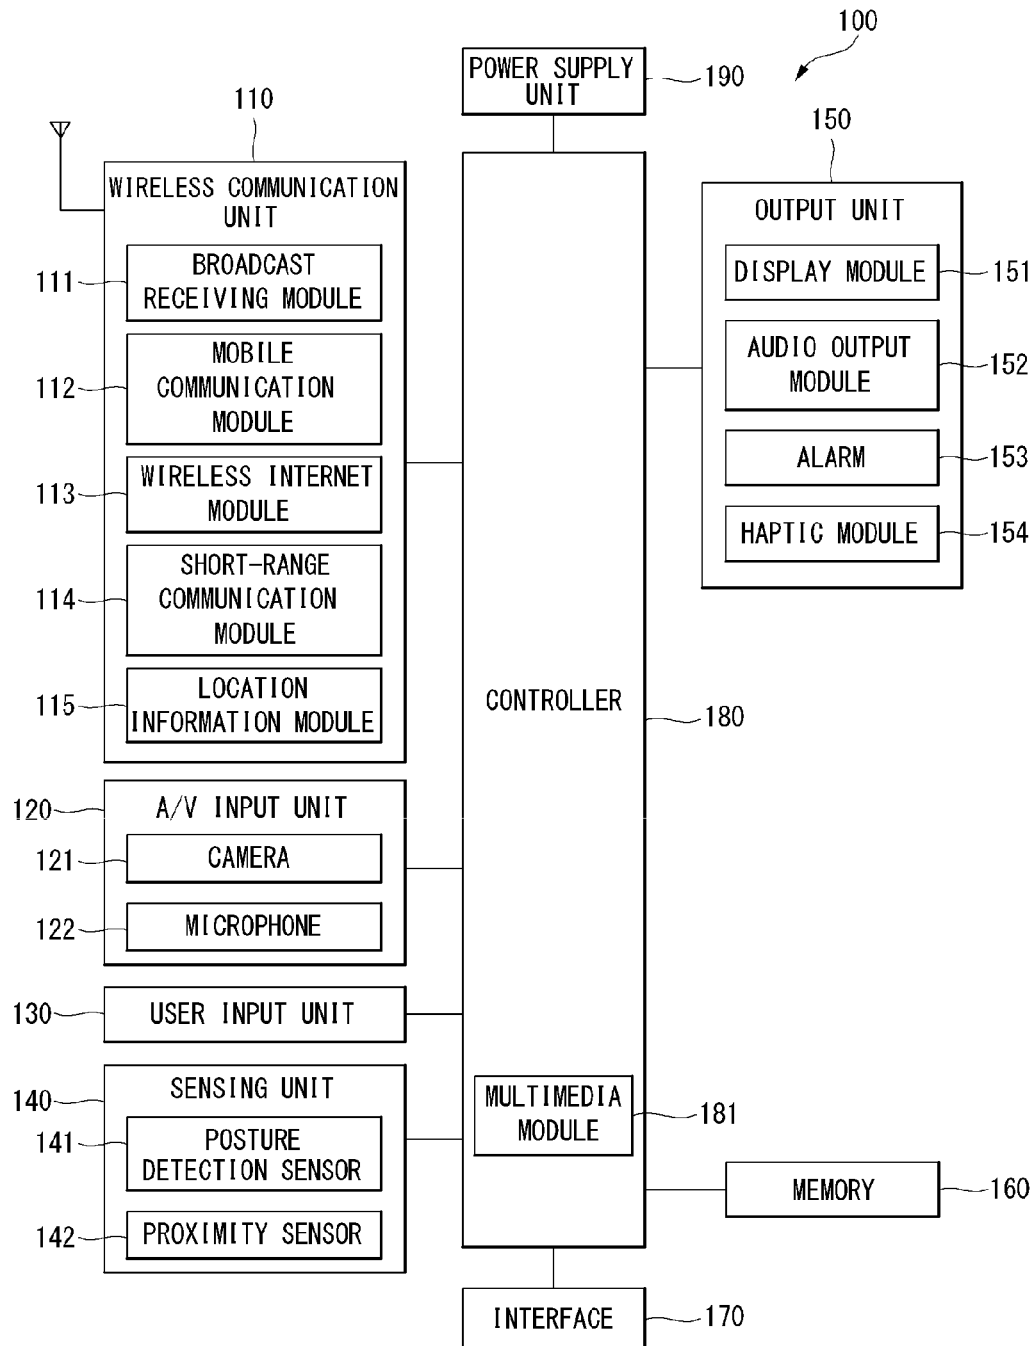 100
POWER SUPPLY
UNIT
190
110
150
WIRELESS COMMUNICATION
UNIT
OUTPUT UNIT
111
BROADCAST
RECEIVING MODULE
DISPLAY MODULE
151
112
MOBILE
COMMUNICATION
MODULE
AUDIO OUTPUT
MODULE
152
113
WIRELESS INTERNET
MODULE
ALARM
153
114
SHORT-RANGE
COMMUNICATION
MODULE
HAPTIC MODULE
154
115
LOCATION
INFORMATION MODULE
CONTROLLER
180
120
A/V INPUT UNIT
121
CAMERA
122
MICROPHONE
130
USER INPUT UNIT
140
SENSING UNIT
141
POSTURE
DETECTION SENSOR
142
PROXIMITY SENSOR
MULTIMEDIA
MODULE
181
MEMORY
160
INTERFACE
170